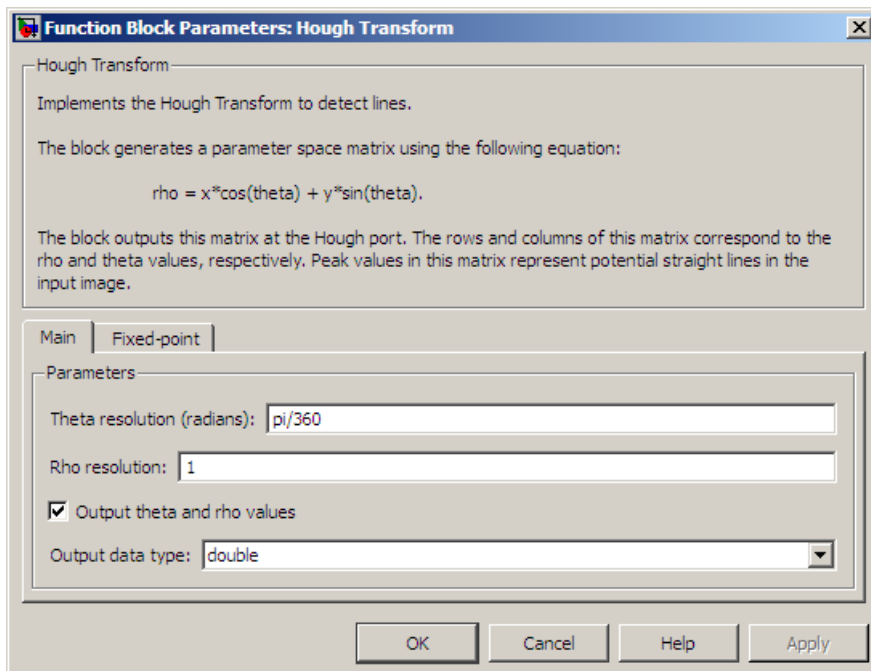 Function Block Parameters: Hough Transform
Hough Transform
Implements the Hough Transform to detect lines.
The block generates a parameter space matrix using the following equation:
rho = x*cos(theta) + y*sin(theta).
The block outputs this matrix at the Hough port. The rows and columns of this matrix correspond to the
rho and theta values, respectively. Peak values in this matrix represent potential straight lines in the
input image.
Main Fixed-point
Parameters
Theta resolution (radians): pi/360
Rho resolution: 1
Output theta and rho values
Output data type: double
OK Cancel Help Apply